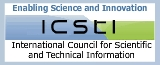 Enabling Science and Innovation
ICSTI
International Council for Scientific
and Technical Information